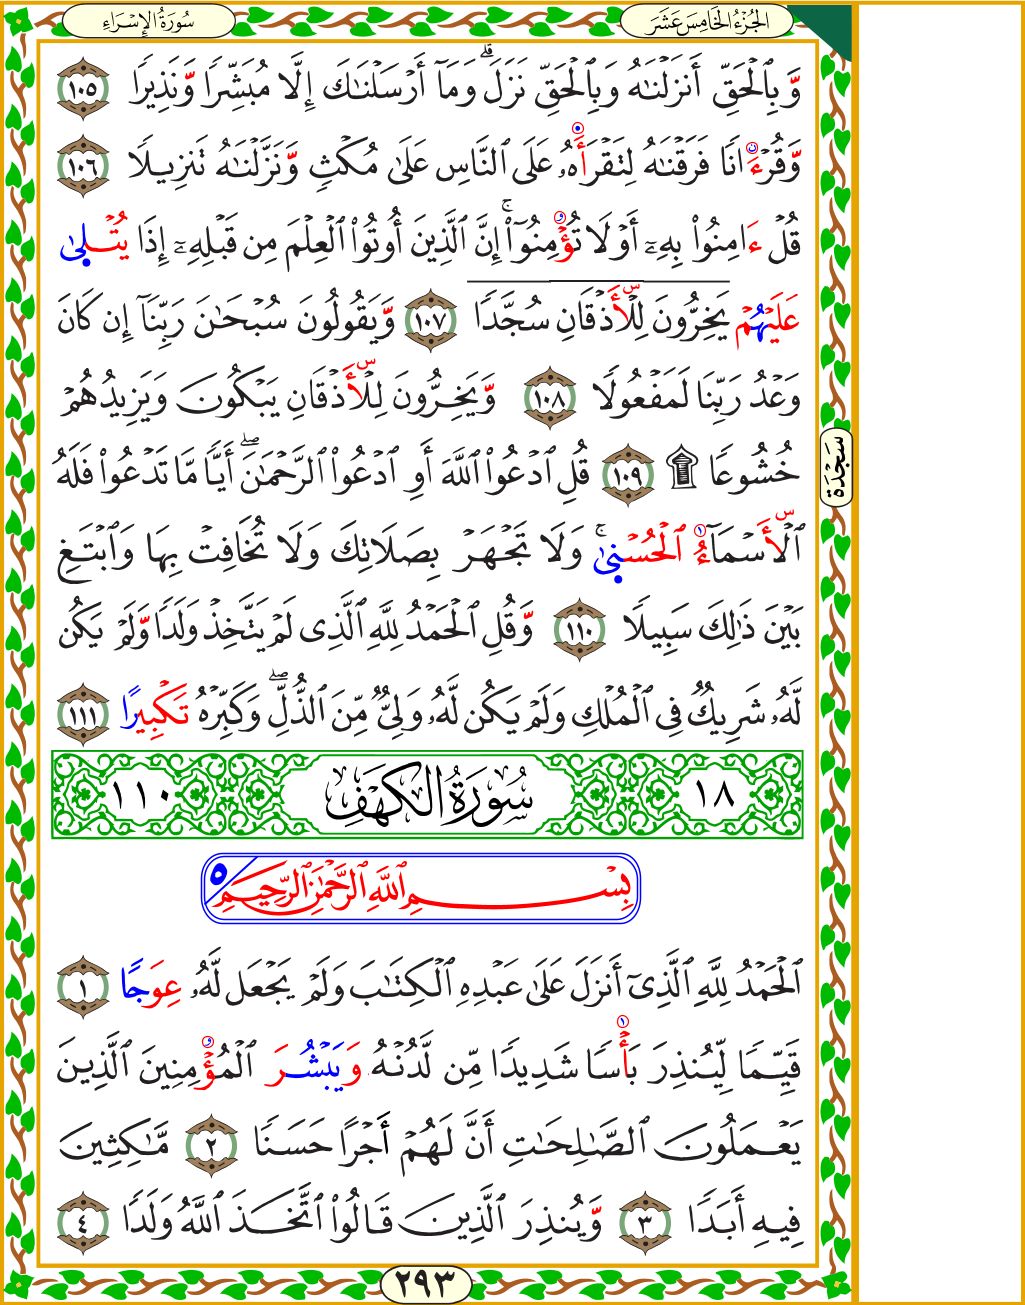 الجُزْءُ الخَامِسَ عَشَرَ
سُورَةُ الإِسْرَاءِ
وَّبِٱلْحَقِّ أَنزَلْنَٰهُ وَبِٱلْحَقِّ نَزَلَ ۗ وَمَآ أَرْسَلْنَٰكَ إِلَّا مُبَشِّرًا وَّنَذِيرًا ١٠٥
وَّقُرْءَانًا فَرَقْنَٰهُ لِتَقْرَأَهُۥ عَلَى ٱلنَّاسِ عَلَىٰ مُكْثٍ وَّنَزَّلْنَٰهُ تَنزِيلًا ١٠٦
قُلْ ءَامِنُوا۟ بِهِۦٓ أَوْ لَا تُؤْمِنُوٓا۟ ۚ إِنَّ ٱلَّذِينَ أُوتُوا۟ ٱلْعِلْمَ مِن قَبْلِهِۦٓ إِذَا يُتْلَىٰ
عَلَيْهُمْ يَخِرُّونَ لِلْأَذْقَانِ سُجَّدًا ١٠٧ وَّيَقُولُونَ سُبْحَٰنَ رَبِّنَآ إِن كَانَ
وَعْدُ رَبِّنَا لَمَفْعُولًا ١٠٨ وَّيَخِرُّونَ لِلْأَذْقَانِ يَبْكُونَ وَيَزِيدُهُمْ
خُشُوعًا ۩ ١٠٩ قُلِ ٱدْعُوا۟ ٱللَّهَ أَوِ ٱدْعُوا۟ ٱلرَّحْمَٰنَ ۖ أَيًّا مَّا تَدْعُوا۟ فَلَهُ
ٱلْأَسْمَآءُ ٱلْحُسْنَىٰ ۚ وَلَا تَجْهَرْ بِصَلَاتِكَ وَلَا تُخَافِتْ بِهَا وَٱبْتَغِ
بَيْنَ ذَٰلِكَ سَبِيلًا ١١٠ وَّقُلِ ٱلْحَمْدُ لِلَّهِ ٱلَّذِى لَمْ يَتَّخِذْ وَلَدًا وَّلَمْ يَكُن
لَّهُۥ شَرِيكٌ فِى ٱلْمُلْكِ وَلَمْ يَكُن لَّهُۥ وَلِىٌّ مِّنَ ٱلذُّلِّ ۖ وَكَبِّرْهُ تَكْبِيرًا ١١١
١٨ سُورَةُ الكَهْفِ ١١٠
بِسْمِ ٱللَّهِ ٱلرَّحْمَٰنِ ٱلرَّحِيمِ ٥
ٱلْحَمْدُ لِلَّهِ ٱلَّذِىٓ أَنزَلَ عَلَىٰ عَبْدِهِ ٱلْكِتَٰبَ وَلَمْ يَجْعَل لَّهُۥ عِوَجًا ١
قَيِّمًا لِّيُنذِرَ بَأْسًا شَدِيدًا مِّن لَّدُنْهُ وَيَبْشُرَ ٱلْمُؤْمِنِينَ ٱلَّذِينَ
يَعْمَلُونَ ٱلصَّٰلِحَٰتِ أَنَّ لَهُمْ أَجْرًا حَسَنًا ٢ مَّٰكِثِينَ
فِيهِ أَبَدًا ٣ وَّيُنذِرَ ٱلَّذِينَ قَالُوا۟ ٱتَّخَذَ ٱللَّهُ وَلَدًا ٤
سَجْدَة
٢٩٣